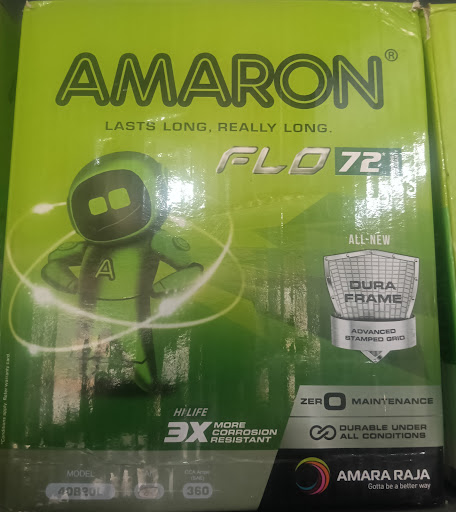 AMARON®
LASTS LONG, REALLY LONG.
FLO 72
ALL-NEW
DURA
FRAME
ADVANCED
STAMPED GRID
A
HI-LIFE
3X MORE
CORROSION
RESISTANT
ZERO MAINTENANCE
DURABLE UNDER
ALL CONDITIONS
MODEL
40B20L
360
AMARA RAJA
Gotta be a better way